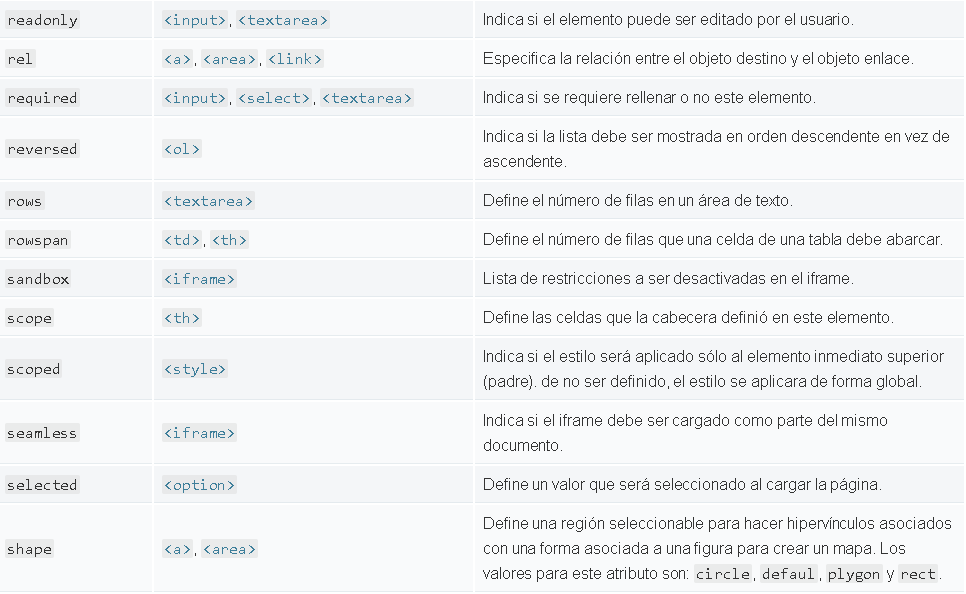 readonly <input>, <textarea> Indica si el elemento puede ser editado por el usuario.
rel <a>, <area>, <link> Especifica la relación entre el objeto destino y el objeto enlace.
required <input>, <select>, <textarea> Indica si se requiere rellenar o no este elemento.
reversed <ol> Indica si la lista debe ser mostrada en orden descendente en vez de
ascendente.
rows <textarea> Define el número de filas en un área de texto.
rowspan <td>, <th> Define el número de filas que una celda de una tabla debe abarcar.
sandbox <iframe> Lista de restricciones a ser desactivadas en el iframe.
scope <th> Define las celdas que la cabecera definió en este elemento.
scoped <style> Indica si el estilo será aplicado sólo al elemento inmediato superior
(padre). de no ser definido, el estilo se aplicara de forma global.
seamless <iframe> Indica si el iframe debe ser cargado como parte del mismo
documento.
selected <option> Define un valor que será seleccionado al cargar la página.
shape <a>, <area> Define una región seleccionable para hacer hipervínculos asociados
con una forma asociada a una figura para crear un mapa. Los
valores para este atributo son: circle, defaul, plygon y rect.